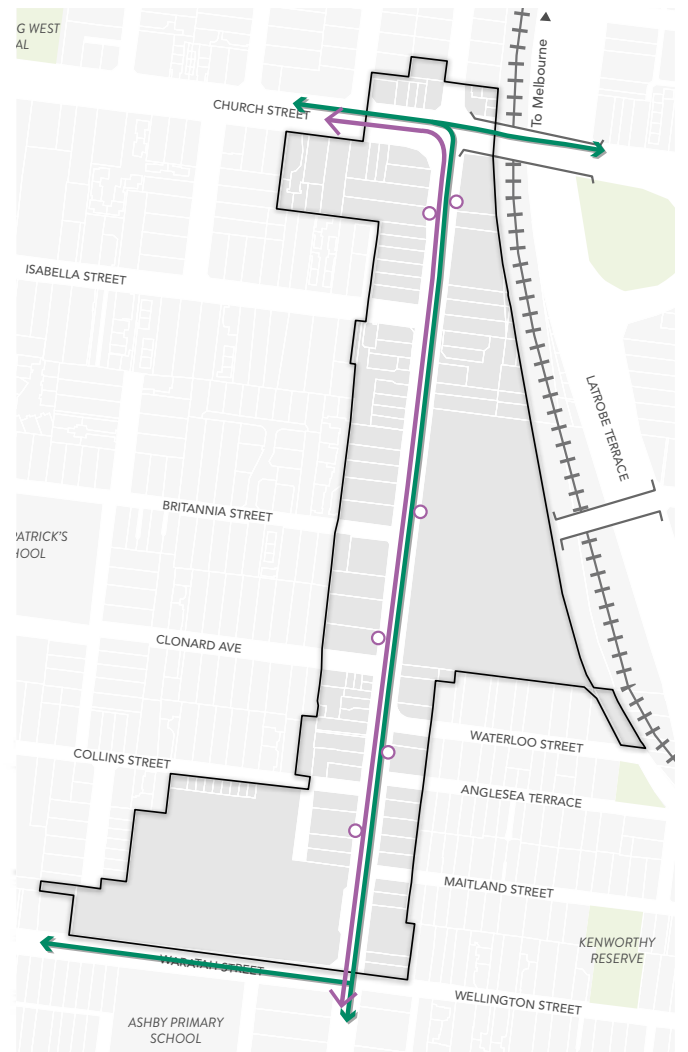 G WEST
AL
To Melbourne
CHURCH STREET
ISABELLA STREET
LATROBE TERRACE
BRITANNIA STREET
PATRICK'S
HOOL
CLONARD AVE
WATERLOO STREET
COLLINS STREET
ANGLESEA TERRACE
MAITLAND STREET
KENWORTHY
RESERVE
WARATAH STREET
WELLINGTON STREET
ASHBY PRIMARY
SCHOOL